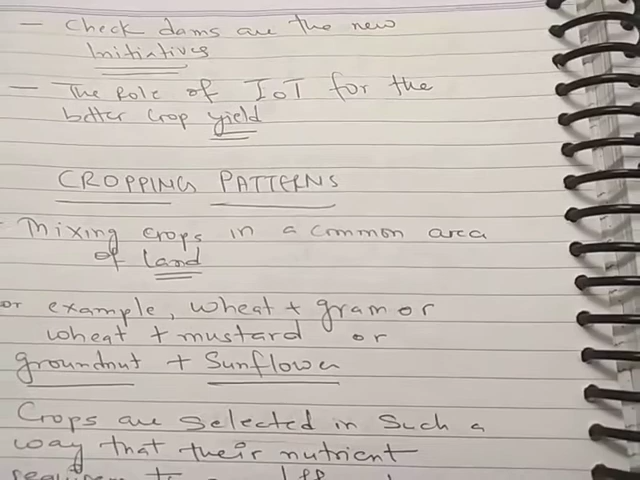 - Check dams are the new
Initiatives
- The Role of IoT for the
better crop yield
CROPPING PATTERNS
- Mixing crops in a common area
of land
or example, wheat + gram or
wheat + mustard or
groundnut + Sunflower
Crops are selected in such a
way that their nutrient